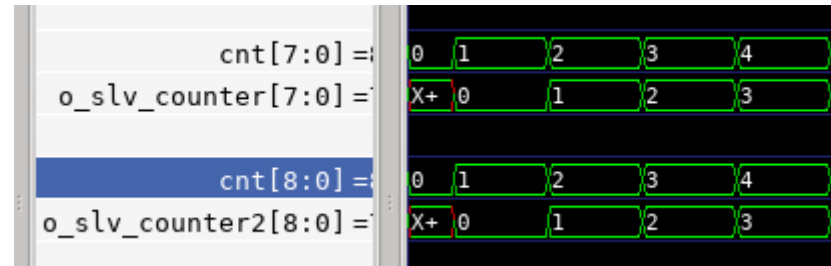 cnt[7:0] = 0 1 2 3 4
o_slv_counter[7:0] = X+ 0 1 2 3
cnt[8:0] = 0 1 2 3 4
o_slv_counter2[8:0] = X+ 0 1 2 3